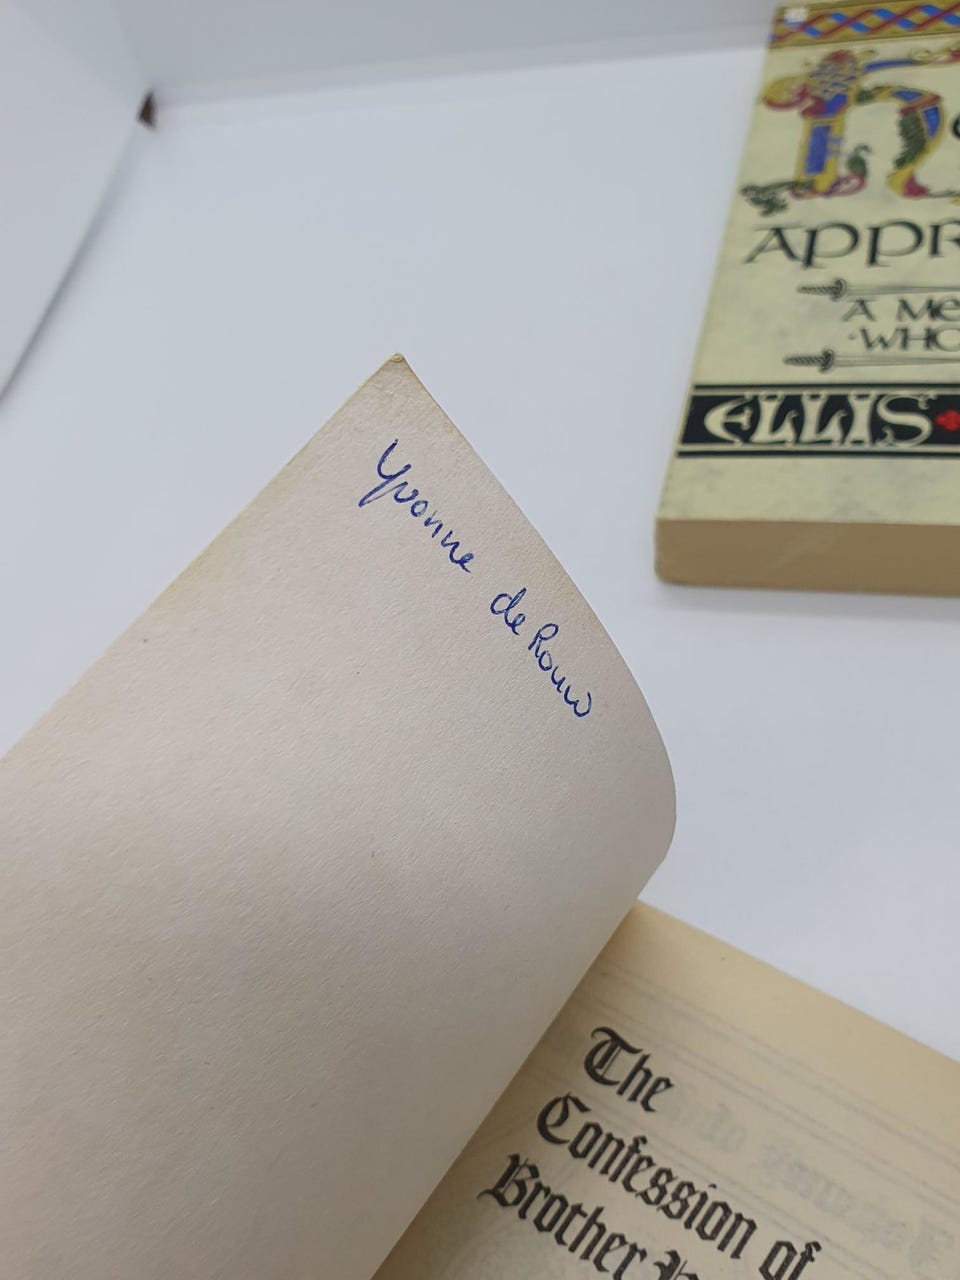 APPR
A ME
·WHO
ELLIS
Yvonne de Rouw
The
Confession of
Brother